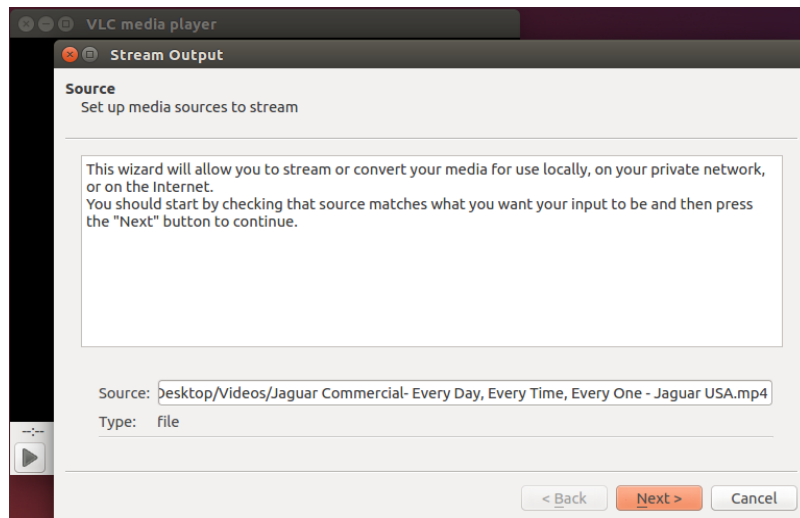 VLC media player
Stream Output
Source
Set up media sources to stream
This wizard will allow you to stream or convert your media for use locally, on your private network,
or on the Internet.
You should start by checking that source matches what you want your input to be and then press
the "Next" button to continue.
Source: Desktop/Videos/Jaguar Commercial- Every Day, Every Time, Every One - Jaguar USA.mp4
Type: file
--:--
< Back Next > Cancel